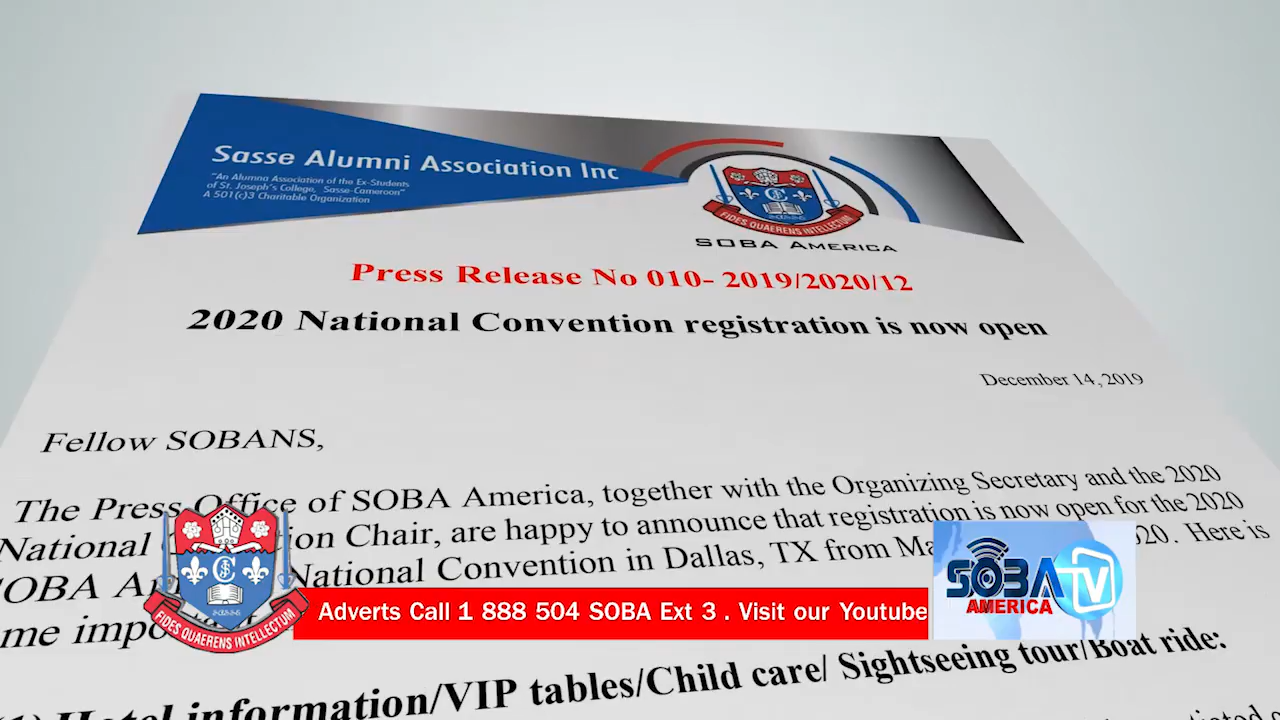 Sasse Alumni Association Inc
"An Alumna Association of the Ex-Students
of St. Joseph's College, Sasse-Cameroon"
A 501(c)3 Charitable Organization
FIDES QUAERENS INTELLECTUM
SOBA AMERICA
Press Release No 010- 2019/2020/12
2020 National Convention registration is now open
December 14, 2019
Fellow SOBANS,
The Press Office of SOBA America, together with the Organizing Secretary and the 2020
National ion Chair, are happy to announce that registration is now open for the 2020
SOBA National Convention in Dallas, TX from 20. Here is
me
FIDES QUAERENS INTELLECTUM
Adverts Call 1 888 504 SOBA Ext 3 . Visit our Youtube
SOBA TV
AMERICA
Hotel information/VIP tables/Child care/ Sightseeing tour/Boat ride: